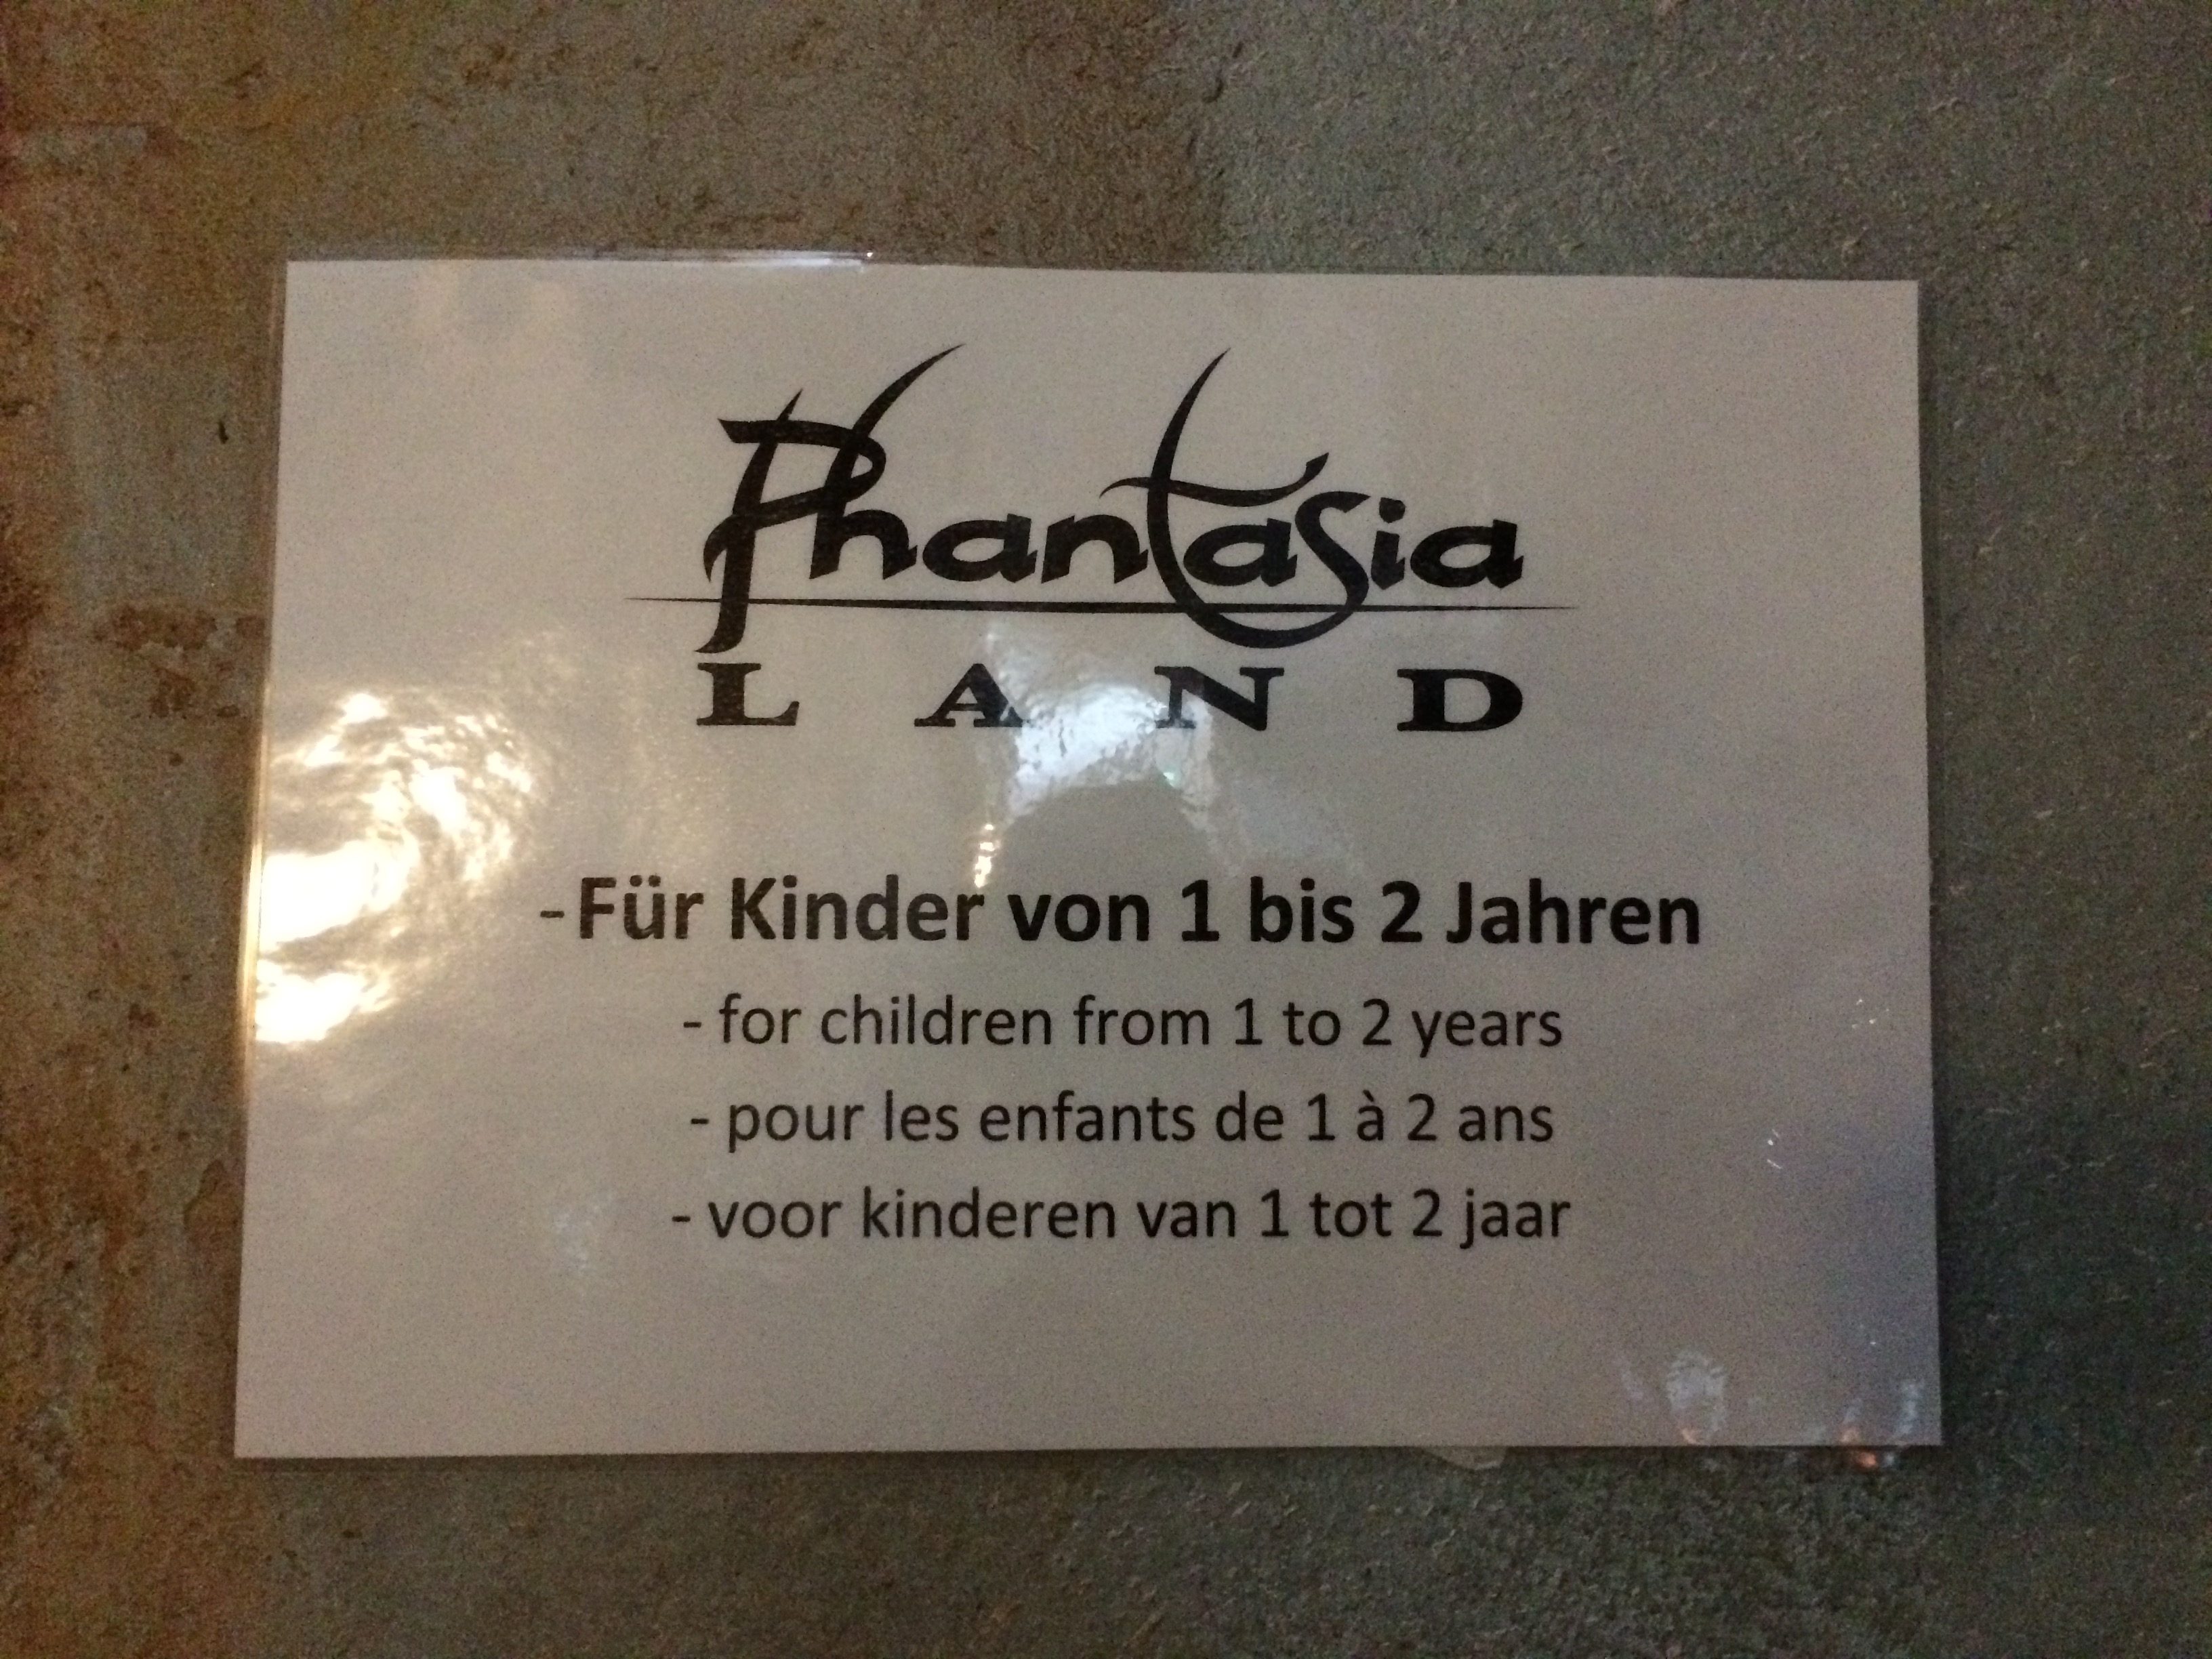 Phantasia
LAND
-Für Kinder von 1 bis 2 Jahren
- for children from 1 to 2 years
- pour les enfants de 1 à 2 ans
- voor kinderen van 1 tot 2 jaar